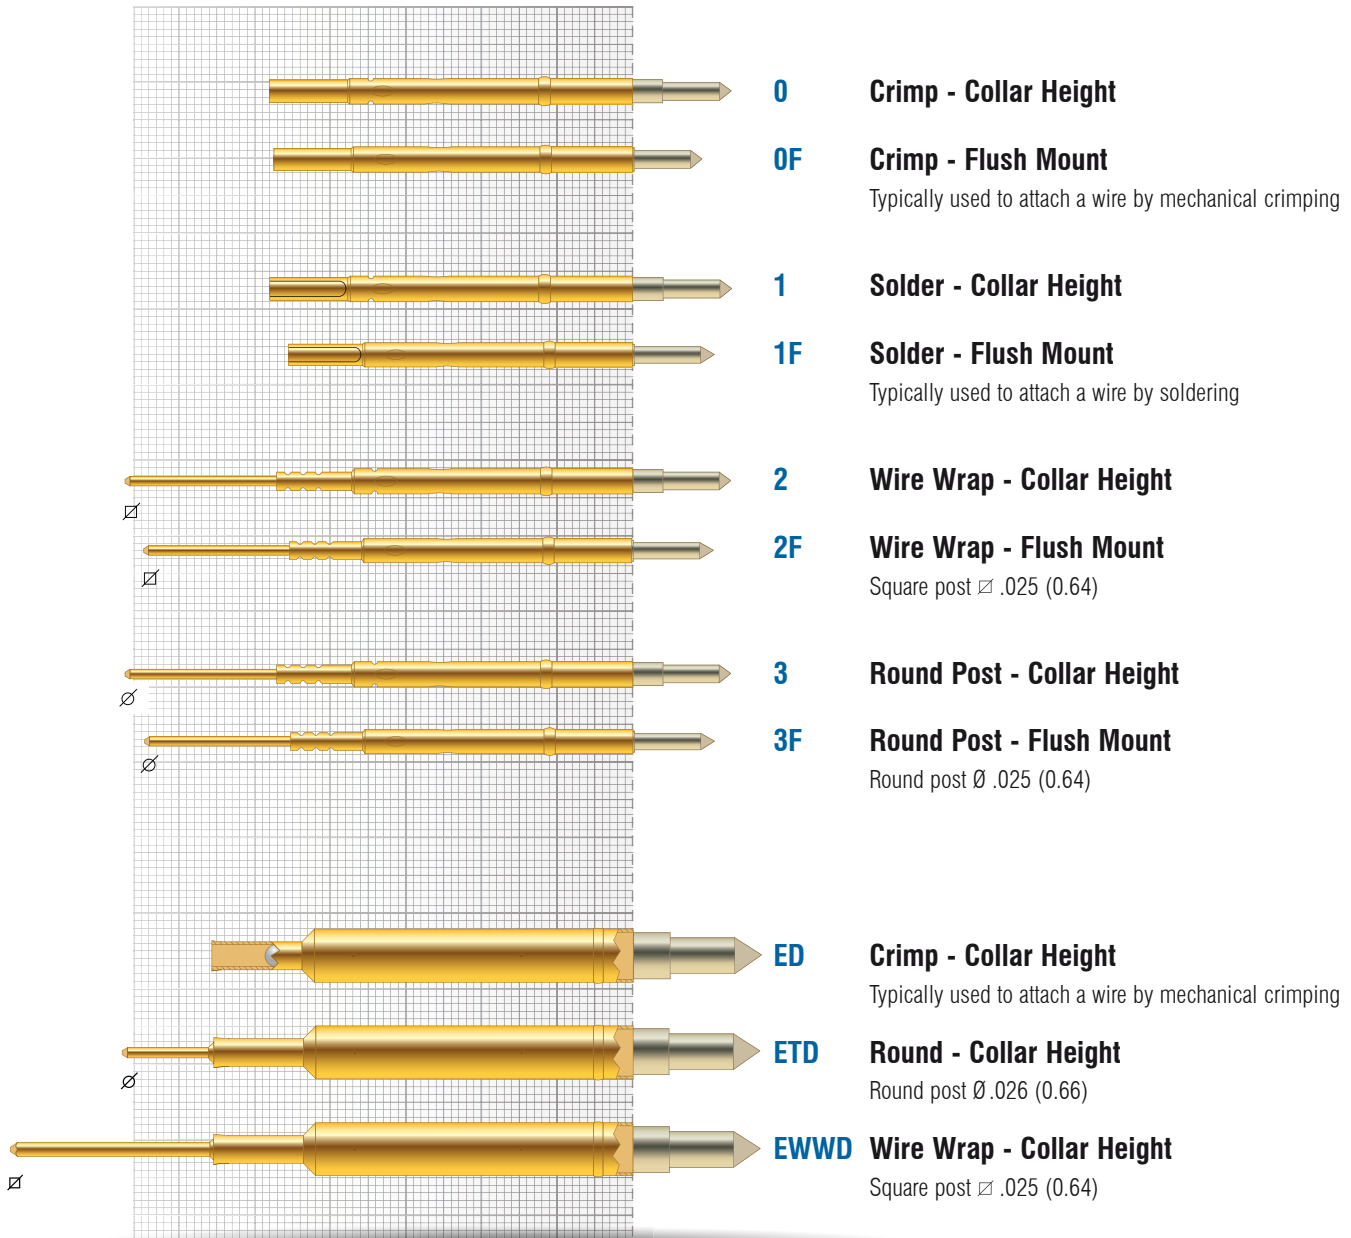 0 Crimp - Collar Height
0F Crimp - Flush Mount
Typically used to attach a wire by mechanical crimping
1 Solder - Collar Height
1F Solder - Flush Mount
Typically used to attach a wire by soldering
2 Wire Wrap - Collar Height
2F Wire Wrap - Flush Mount
Square post ⌷ .025 (0.64)
3 Round Post - Collar Height
3F Round Post - Flush Mount
Round post Ø .025 (0.64)
ED Crimp - Collar Height
Typically used to attach a wire by mechanical crimping
ETD Round - Collar Height
Round post Ø .026 (0.66)
EWWD Wire Wrap - Collar Height
Square post ⌷ .025 (0.64)